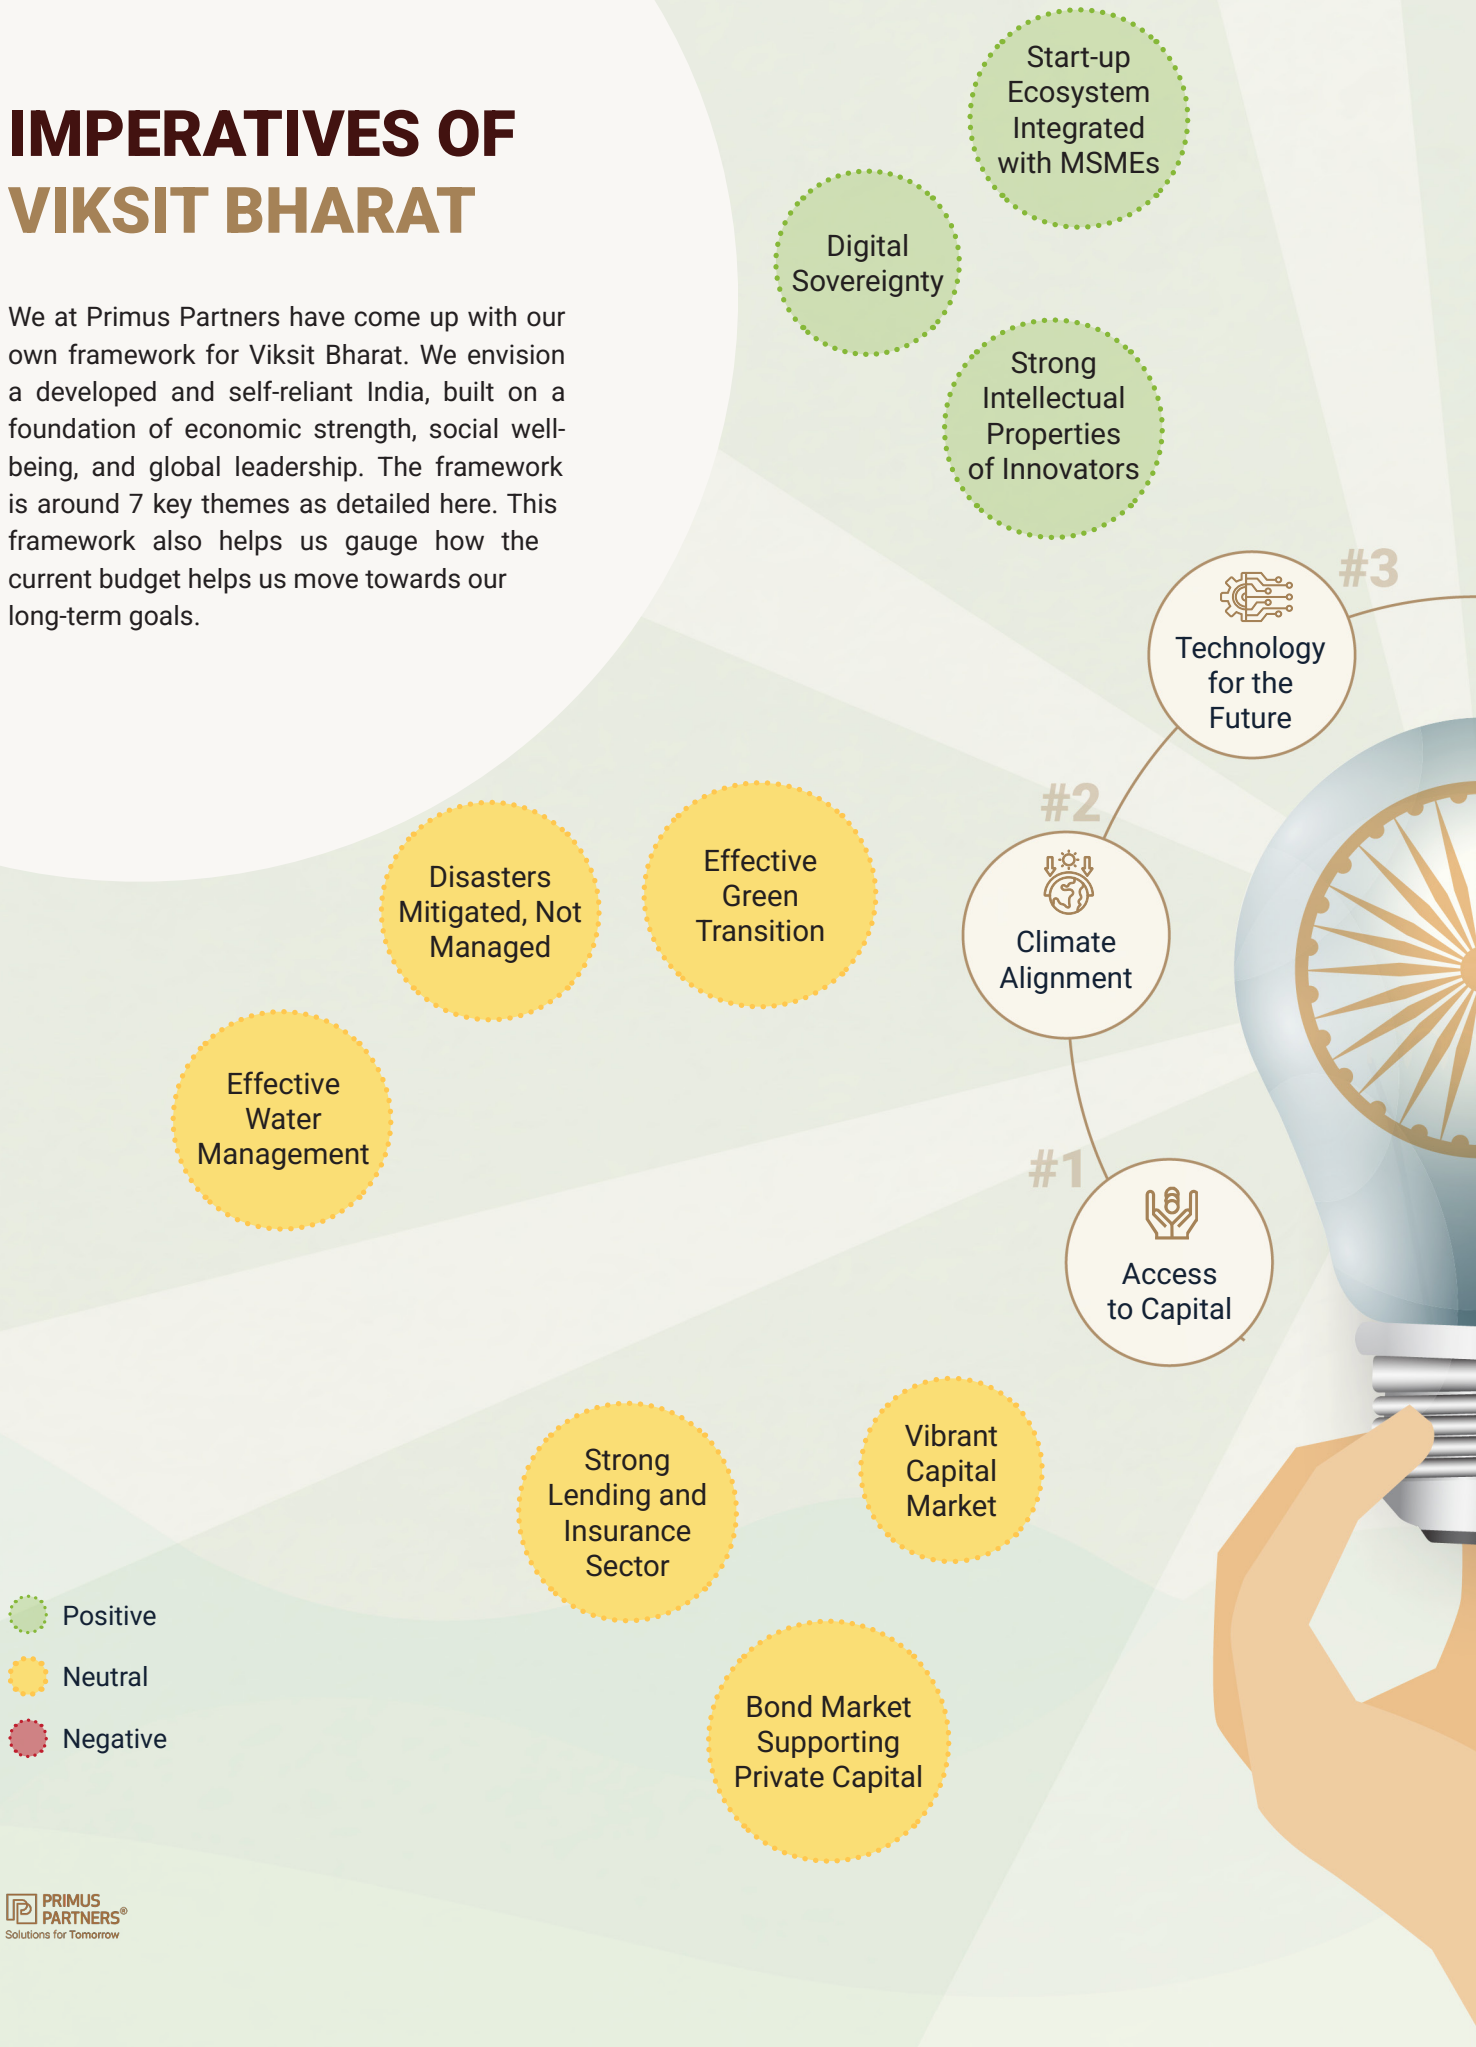 IMPERATIVES OF
VIKSIT BHARAT
We at Primus Partners have come up with our
own framework for Viksit Bharat. We envision
a developed and self-reliant India, built on a
foundation of economic strength, social well-
being, and global leadership. The framework
is around 7 key themes as detailed here. This
framework also helps us gauge how the
current budget helps us move towards our
long-term goals.
Start-up
Ecosystem
Integrated
with MSMEs
Digital
Sovereignty
Strong
Intellectual
Properties
of Innovators
#3
Technology
for the
Future
#2
Climate
Alignment
Effective
Green
Transition
Disasters
Mitigated, Not
Managed
Effective
Water
Management
#1
Access
to Capital
Vibrant
Capital
Market
Strong
Lending and
Insurance
Sector
Bond Market
Supporting
Private Capital
Positive
Neutral
Negative
PRIMUS
PARTNERS®
Solutions for Tomorrow